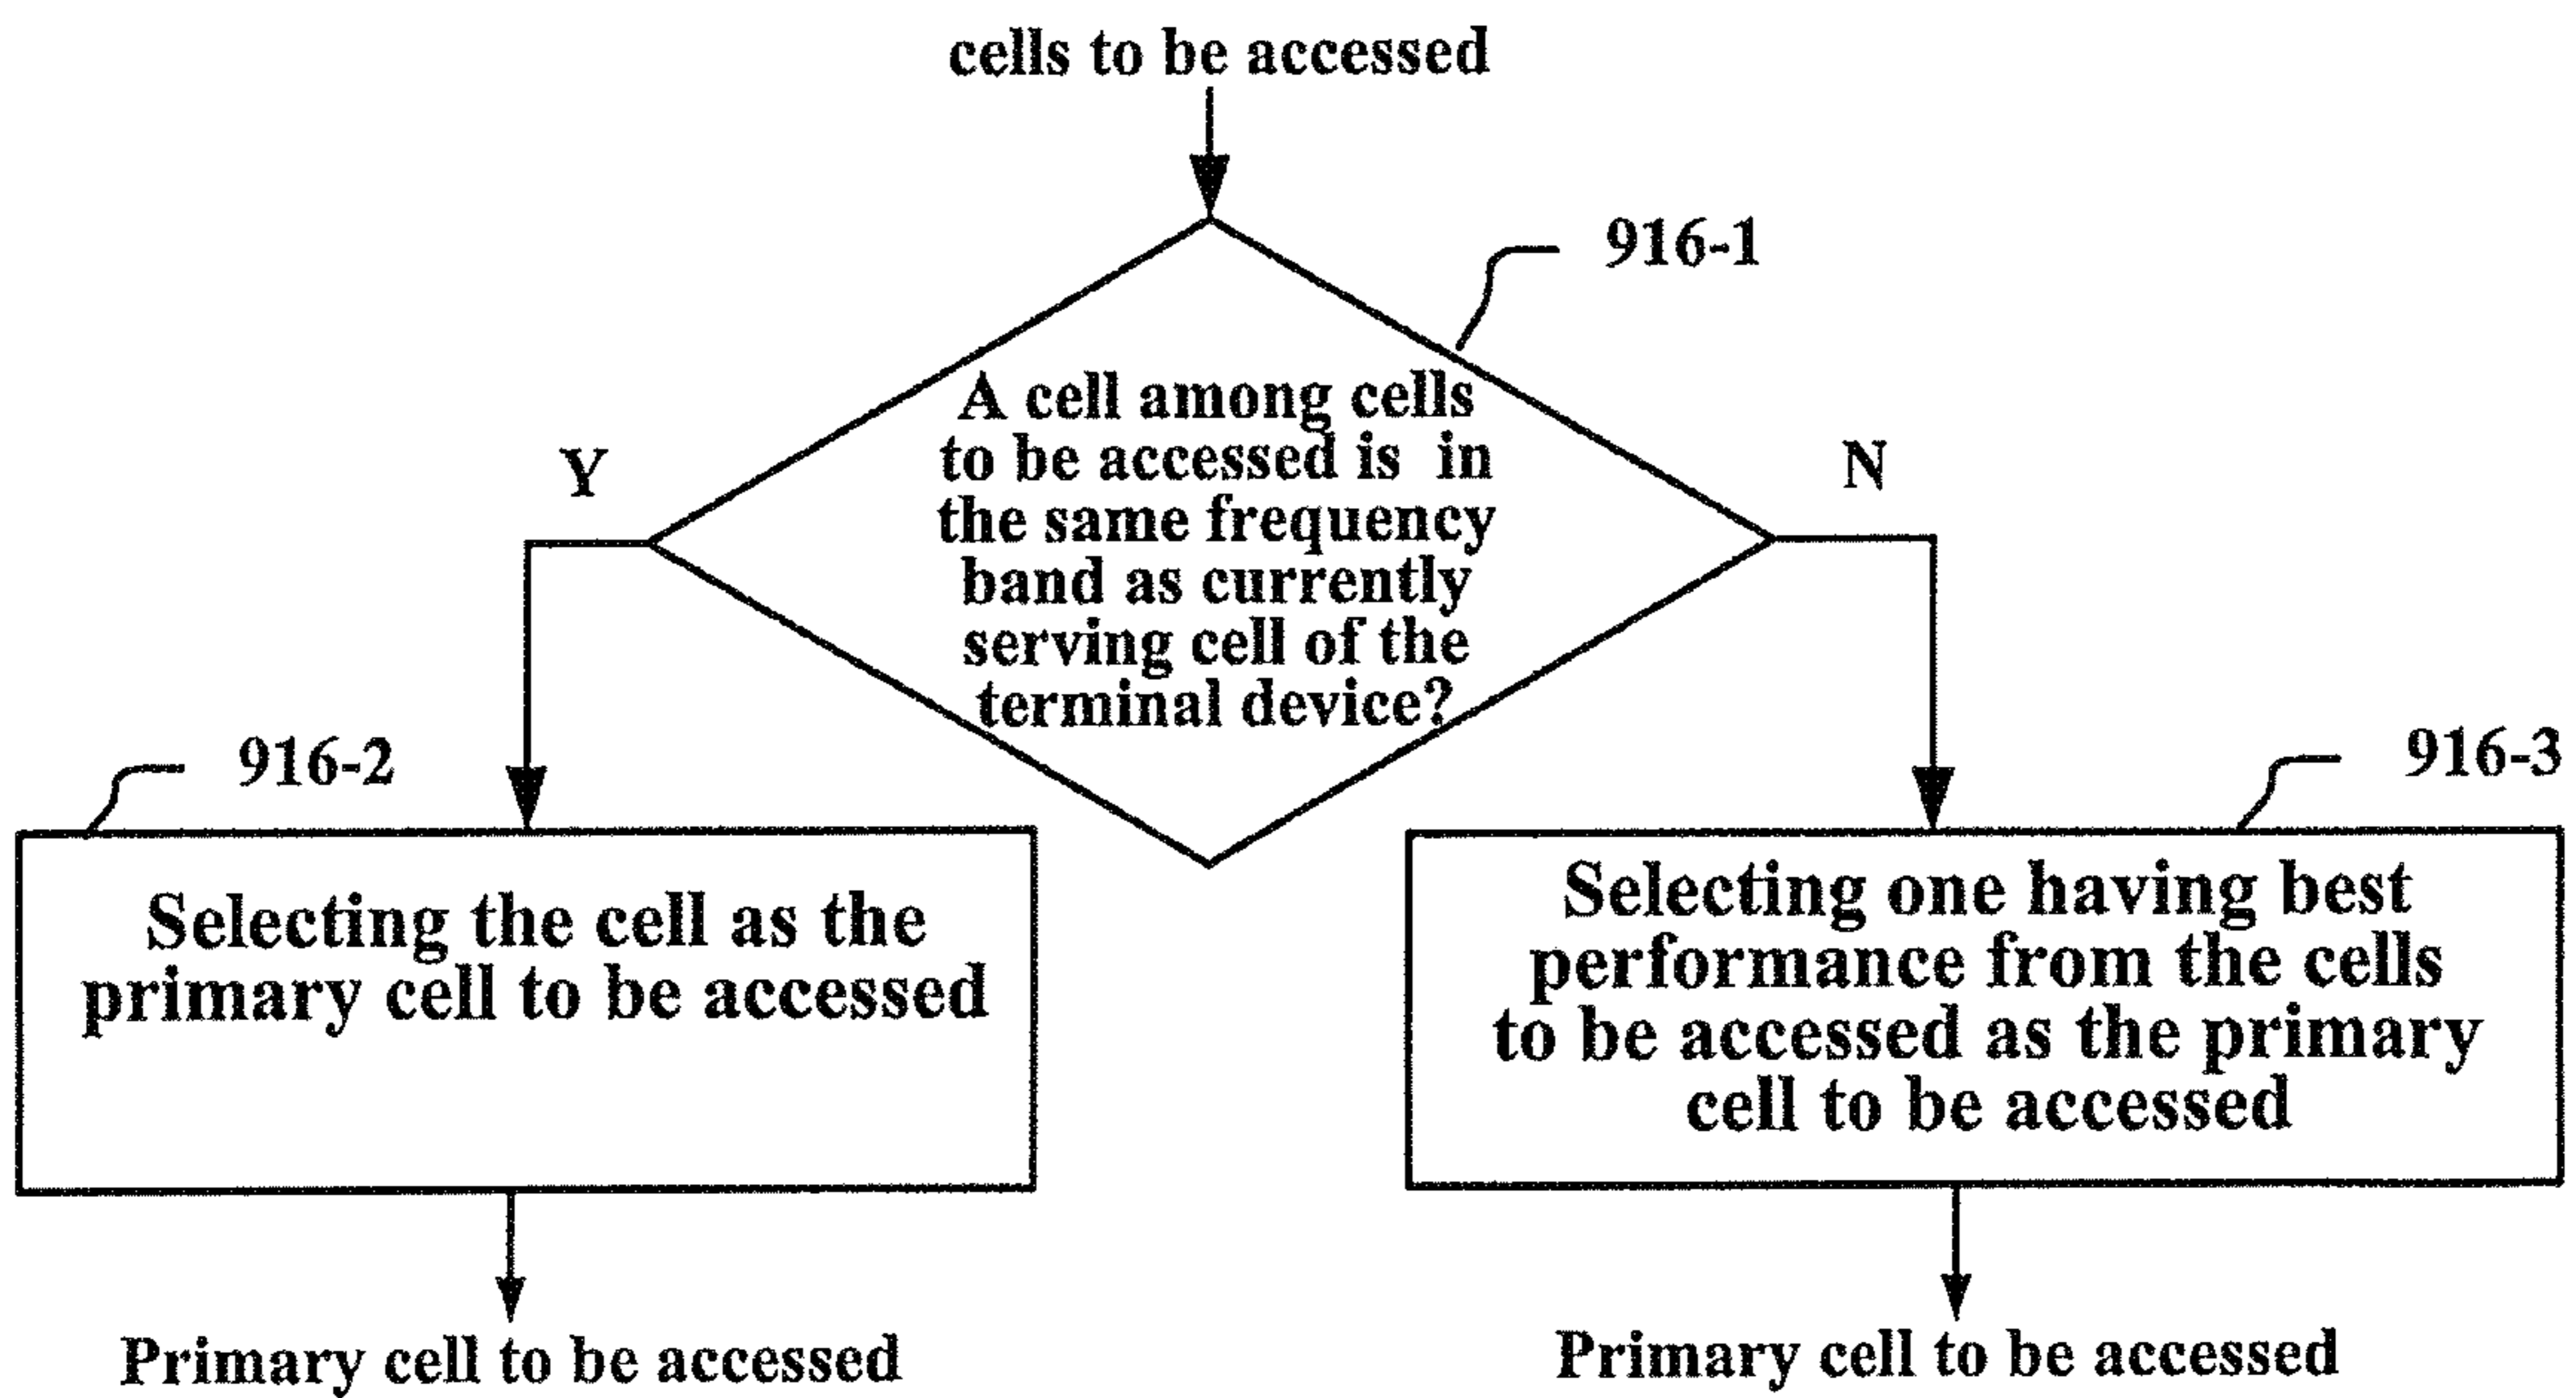 cells to be accessed
916-1
A cell among cells
to be accessed is in
the same frequency
band as currently
serving cell of the
terminal device?
Y
N
916-2
916-3
Selecting the cell as the
primary cell to be accessed
Selecting one having best
performance from the cells
to be accessed as the primary
cell to be accessed
Primary cell to be accessed
Primary cell to be accessed